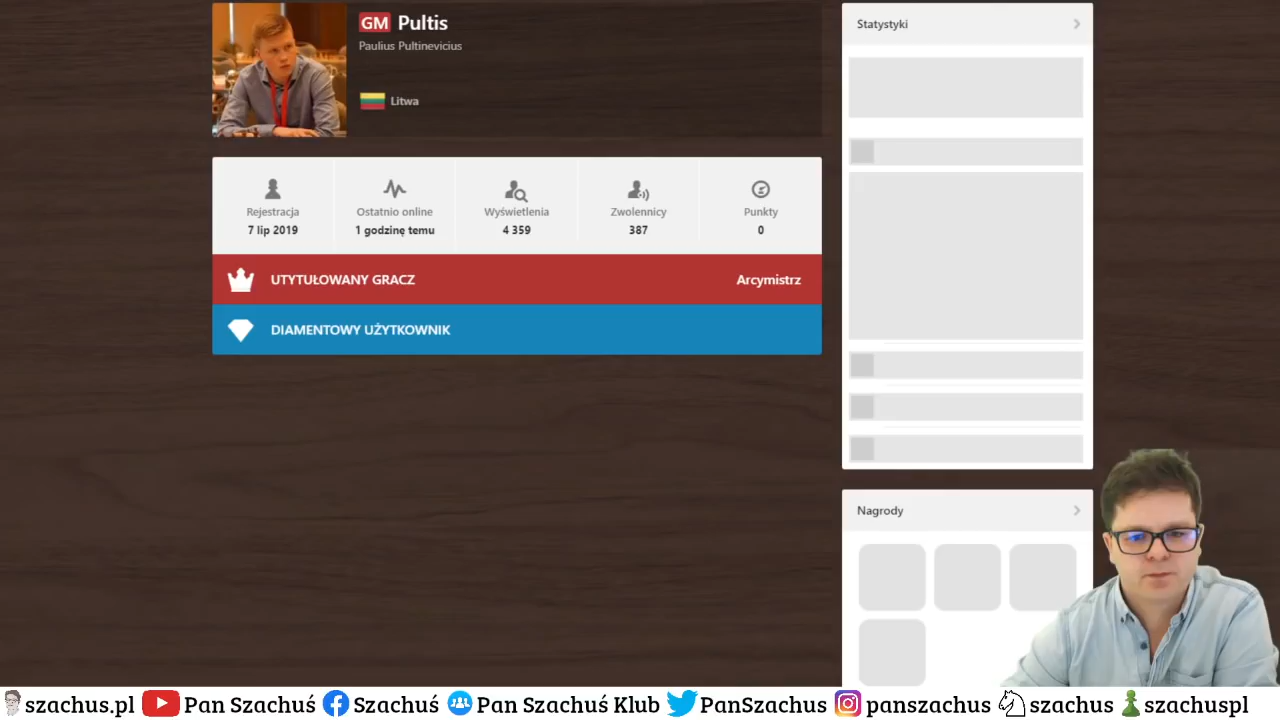 GM Pultis
Paulius Pultinevicius
Litwa
Rejestracja
7 lip 2019
Ostatnio online
1 godzinę temu
Wyświetlenia
4 359
Zwolennicy
387
Punkty
0
UTYTUŁOWANY GRACZ Arcymistrz
DIAMENTOWY UŻYTKOWNIK
Statystyki
Nagrody
szachus.pl Pan Szachuś Szachuś Pan Szachuś Klub PanSzachus panszachus szachus szachuspl